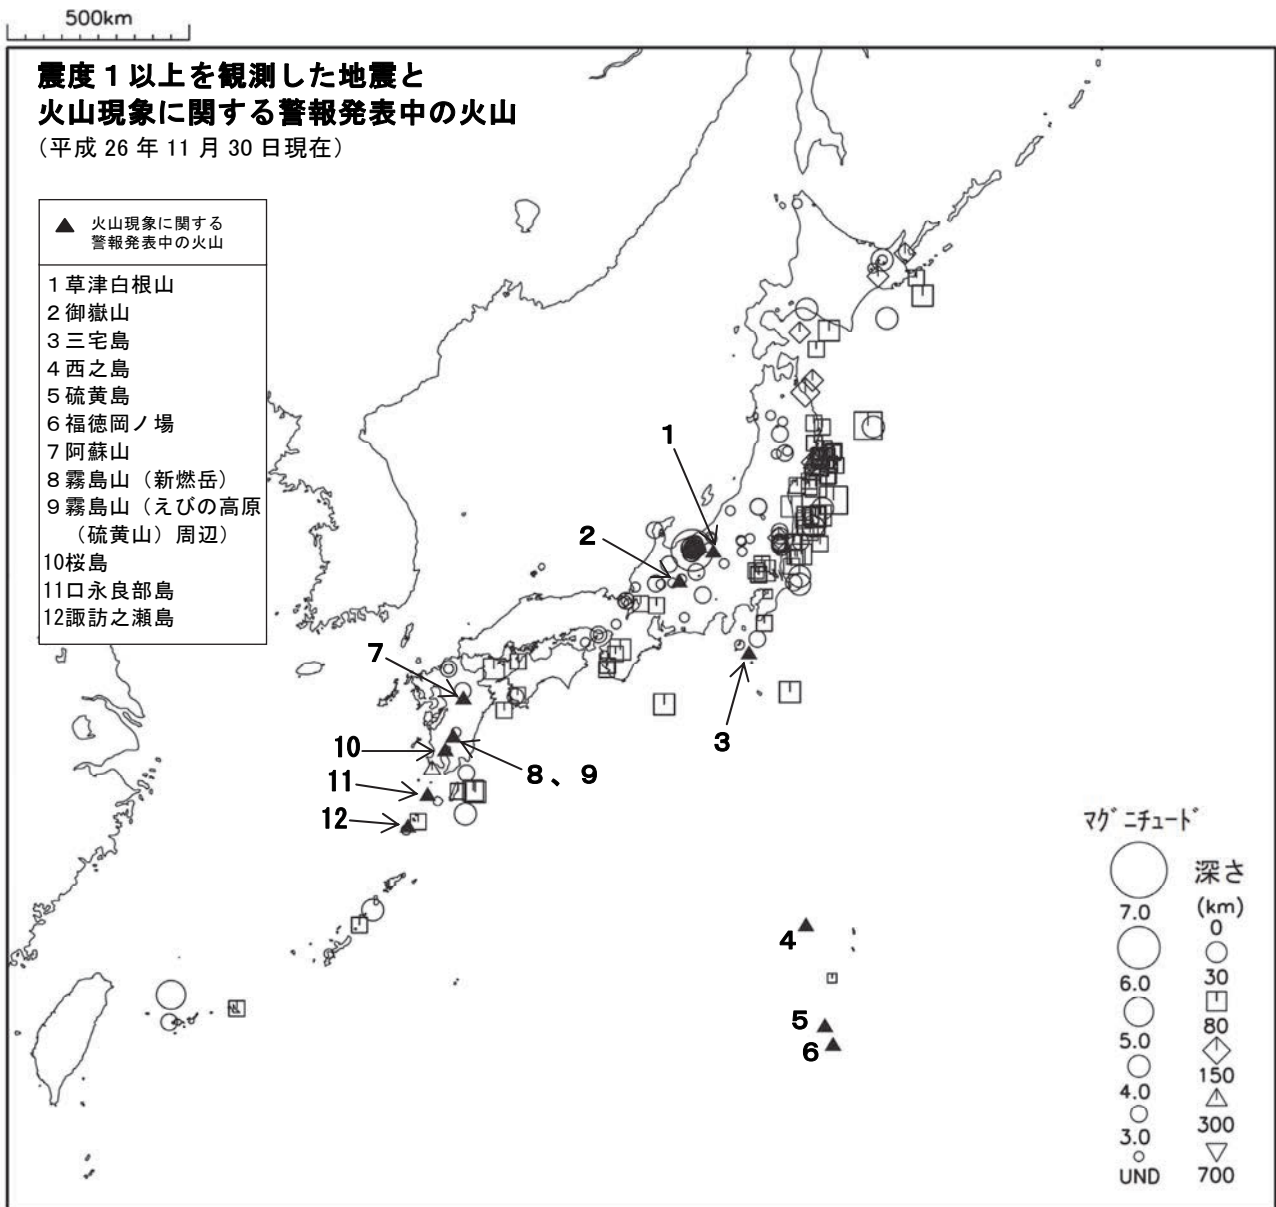 500km
震度１以上を観測した地震と
火山現象に関する警報発表中の火山
（平成 26 年 11 月 30 日現在）
▲ 火山現象に関する
警報発表中の火山
1 草津白根山
2 御嶽山
3 三宅島
4 西之島
5 硫黄島
6 福徳岡ノ場
7 阿蘇山
8 霧島山（新燃岳）
9 霧島山（えびの高原
（硫黄山）周辺）
10 桜島
11 口永良部島
12 諏訪之瀬島
1
2
3
7
10
8、9
11
12
4
5
6
ﾏｸﾞﾆﾁｭｰﾄﾞ
7.0
6.0
5.0
4.0
3.0
UND
深さ
(km)
0
30
80
150
300
700